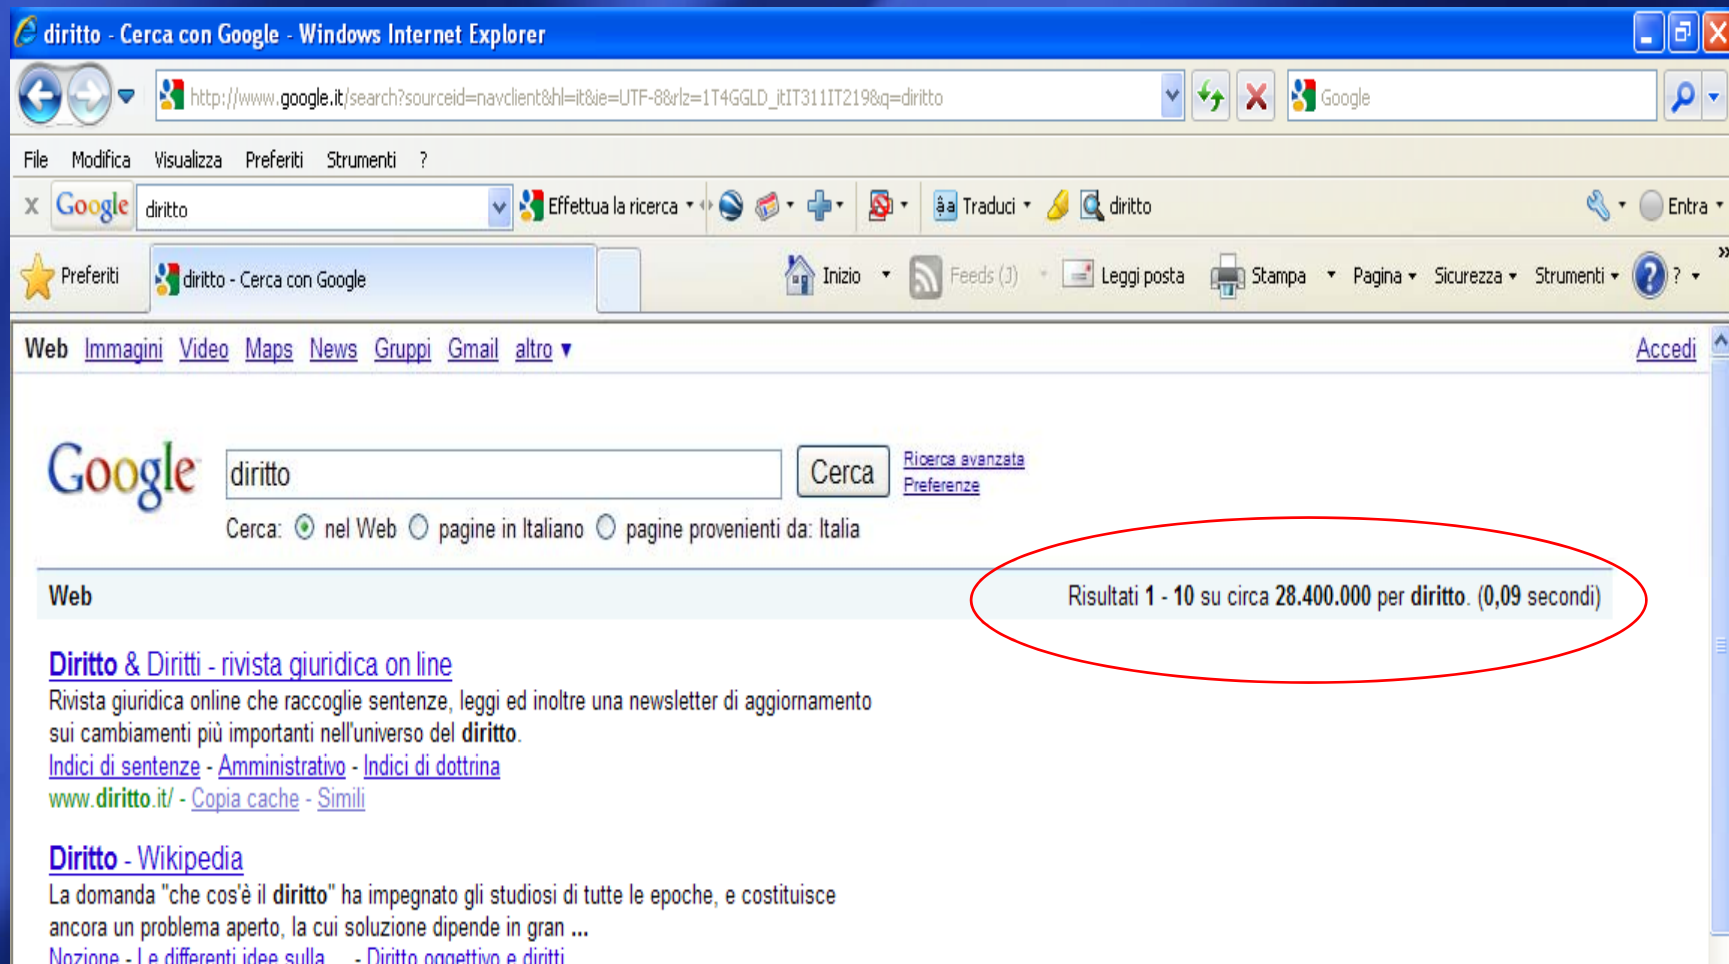 diritto - Cerca con Google - Windows Internet Explorer
http://www.google.it/search?sourceid=navclient&hl=it&ie=UTF-8&rlz=1T4GGLD_itIT311IT219&q=diritto Google
File Modifica Visualizza Preferiti Strumenti ?
x Google diritto Effettua la ricerca Traduci diritto Entra
Preferiti diritto - Cerca con Google Inizio Feeds (J) Leggi posta Stampa Pagina Sicurezza Strumenti ? »
Web Immagini Video Maps News Gruppi Gmail altro ▼ Accedi
Google diritto Cerca Ricerca avanzata
Preferenze
Cerca: nel Web pagine in Italiano pagine provenienti da: Italia
Web Risultati 1 - 10 su circa 28.400.000 per diritto. (0,09 secondi)
Diritto & Diritti - rivista giuridica on line
Rivista giuridica online che raccoglie sentenze, leggi ed inoltre una newsletter di aggiornamento
sui cambiamenti più importanti nell'universo del diritto.
Indici di sentenze - Amministrativo - Indici di dottrina
www.diritto.it/ - Copia cache - Simili
Diritto - Wikipedia
La domanda "che cos'è il diritto" ha impegnato gli studiosi di tutte le epoche, e costituisce
ancora un problema aperto, la cui soluzione dipende in gran ...
Nozione - Le differenti idee sulla ... - Diritto oggettivo e diritti